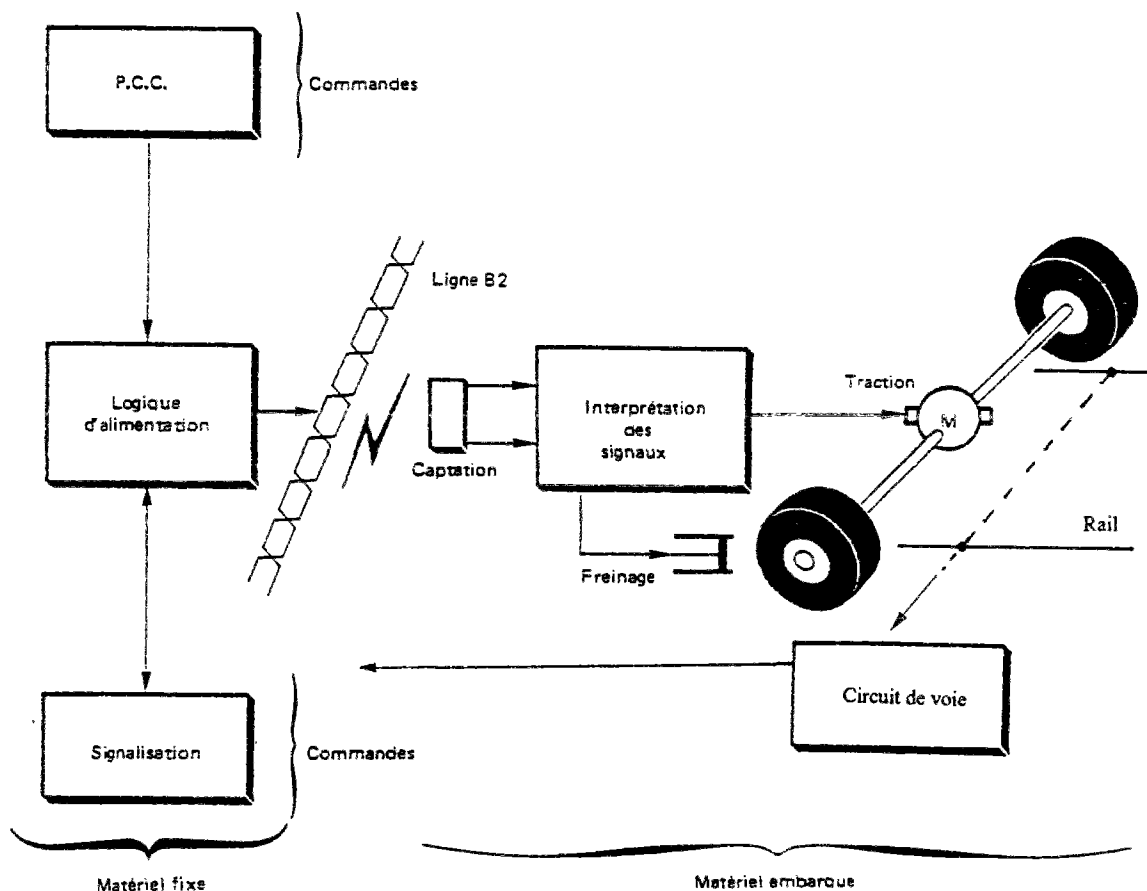 P.C.C.
Commandes
Ligne B2
Logique
d'alimentation
Captation
Interprétation
des
signaux
Traction
M
Freinage
Rail
Circuit de voie
Signalisation
Commandes
Matériel fixe
Matériel embarque